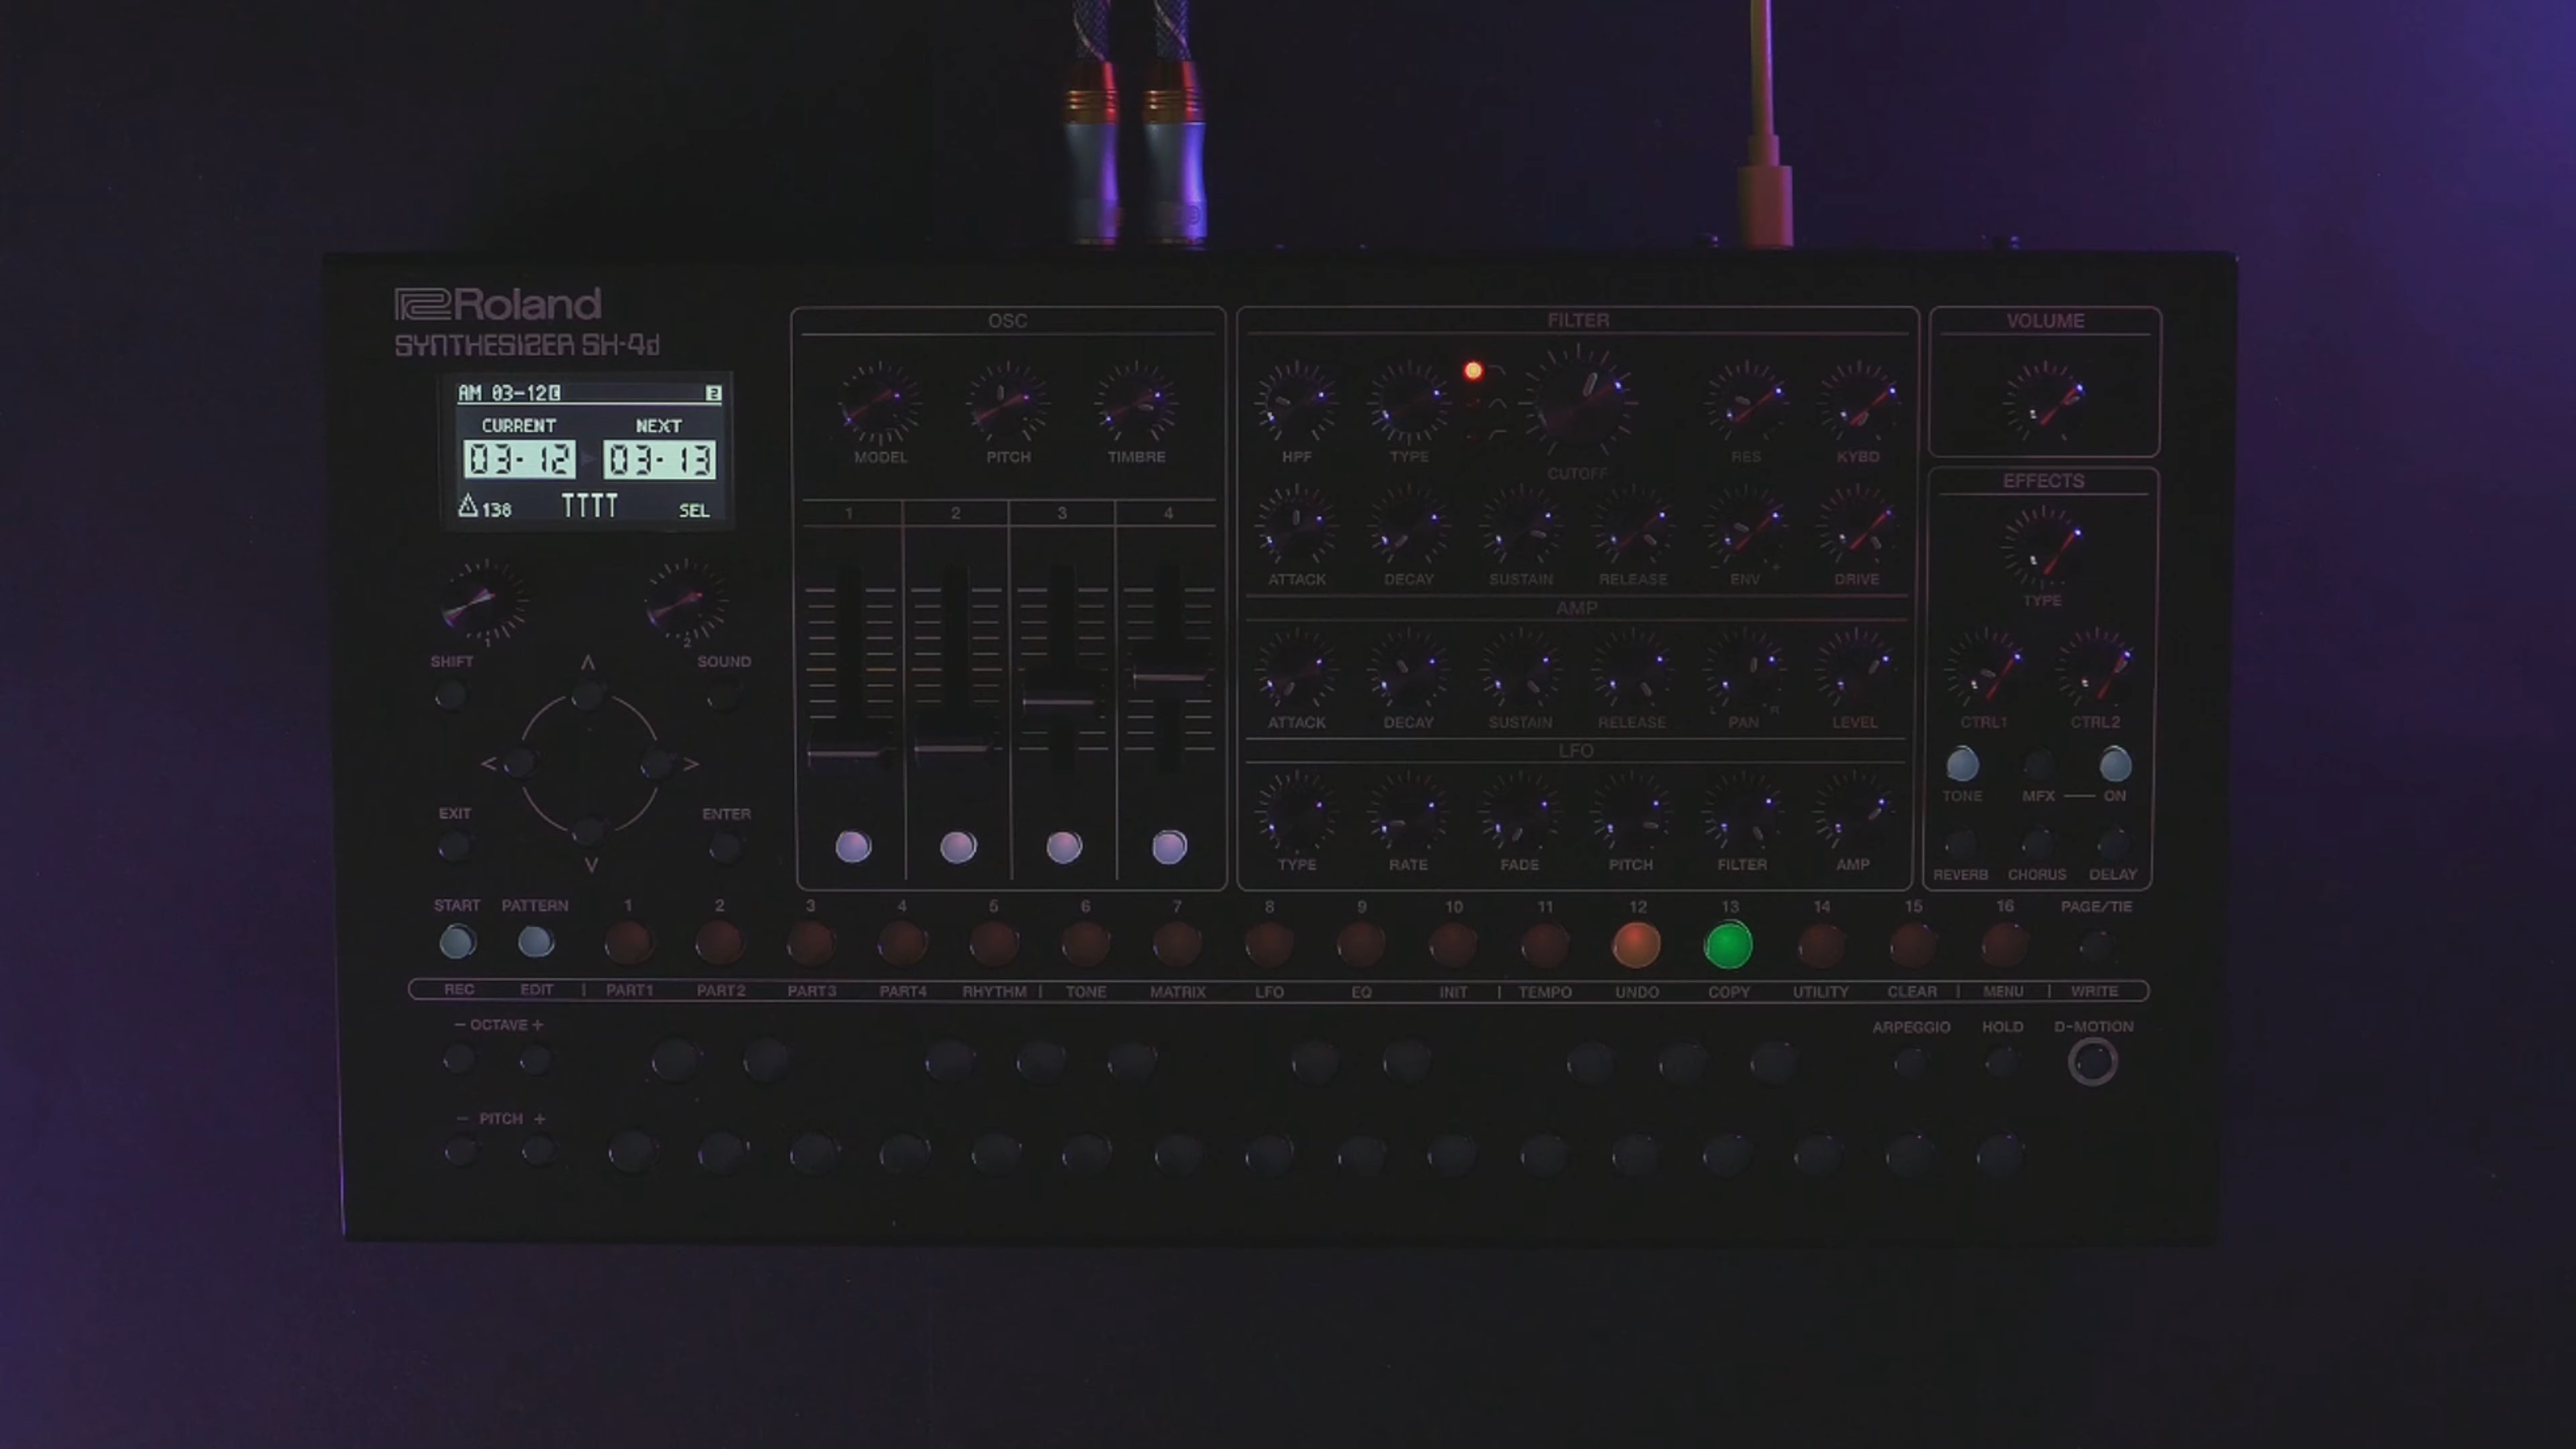 Roland
SYNTHESIZER SH-4d
AM 03-12
2
CURRENT NEXT
03-12 03-13
138 TTTT SEL
1 2
SHIFT SOUND
EXIT ENTER
OSC
MODEL PITCH TIMBRE
1 2 3 4
FILTER
HPF TYPE CUTOFF RES KYBD
ATTACK DECAY SUSTAIN RELEASE - ENV + DRIVE
AMP
ATTACK DECAY SUSTAIN RELEASE L PAN R LEVEL
LFO
TYPE RATE FADE PITCH FILTER AMP
VOLUME
EFFECTS
TYPE
CTRL1 CTRL2
TONE MFX — ON
REVERB CHORUS DELAY
START PATTERN 1 2 3 4 5 6 7 8 9 10 11 12 13 14 15 16 PAGE/TIE
REC EDIT | PART1 PART2 PART3 PART4 RHYTHM | TONE MATRIX LFO EQ INIT | TEMPO UNDO COPY UTILITY CLEAR | MENU | WRITE
- OCTAVE + ARPEGGIO HOLD D-MOTION
- PITCH +